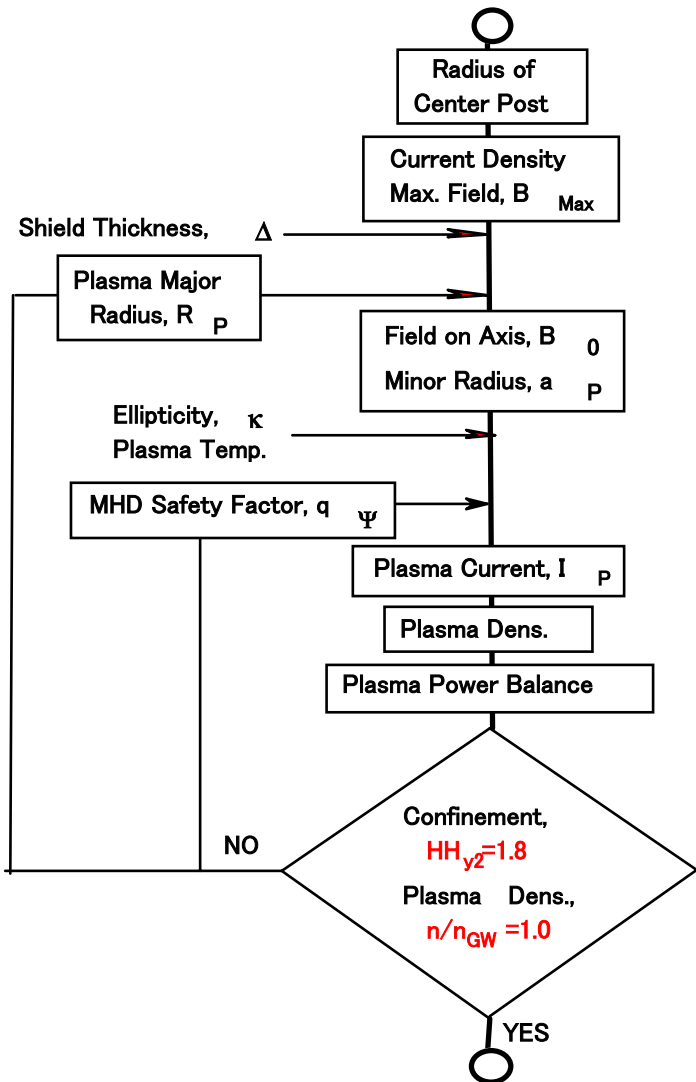 Radius of
Center Post
Current Density
Max. Field, B Max
Shield Thickness, Δ
Plasma Major
Radius, R P
Field on Axis, B 0
Minor Radius, a P
Ellipticity, κ
Plasma Temp.
MHD Safety Factor, q Ψ
Plasma Current, I P
Plasma Dens.
Plasma Power Balance
Confinement,
HHy2=1.8
NO
Plasma Dens.,
n/nGW =1.0
YES